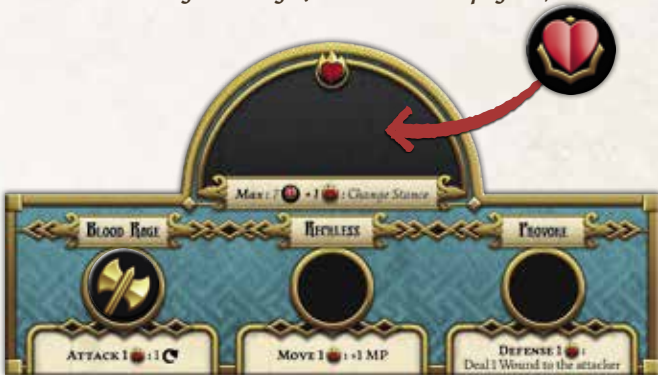 Max : 7 +1 : Change Stance
Blood Rage
Reckless
Provoke
Attack 1 : 1
Move 1 : +1 MP
Defense 1 :
Deal 1 Wound to the attacker